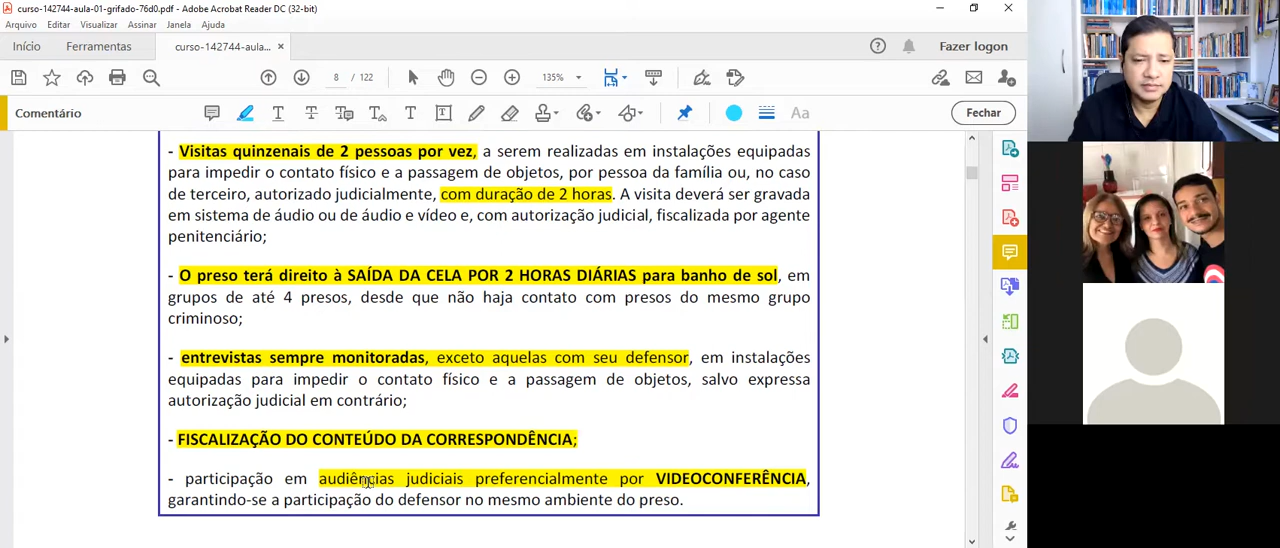 curso-142744-aula-01-grifado-76d0.pdf - Adobe Acrobat Reader DC (32-bit)
Arquivo Editar Visualizar Assinar Janela Ajuda
Início Ferramentas curso-142744-aula... × Fazer logon
8 / 122 135%
Comentário Aa Fechar
- Visitas quinzenais de 2 pessoas por vez, a serem realizadas em instalações equipadas
para impedir o contato físico e a passagem de objetos, por pessoa da família ou, no caso
de terceiro, autorizado judicialmente, com duração de 2 horas. A visita deverá ser gravada
em sistema de áudio ou de áudio e vídeo e, com autorização judicial, fiscalizada por agente
penitenciário;
- O preso terá direito à SAÍDA DA CELA POR 2 HORAS DIÁRIAS para banho de sol, em
grupos de até 4 presos, desde que não haja contato com presos do mesmo grupo
criminoso;
- entrevistas sempre monitoradas, exceto aquelas com seu defensor, em instalações
equipadas para impedir o contato físico e a passagem de objetos, salvo expressa
autorização judicial em contrário;
- FISCALIZAÇÃO DO CONTEÚDO DA CORRESPONDÊNCIA;
- participação em audiências judiciais preferencialmente por VIDEOCONFERÊNCIA,
garantindo-se a participação do defensor no mesmo ambiente do preso.